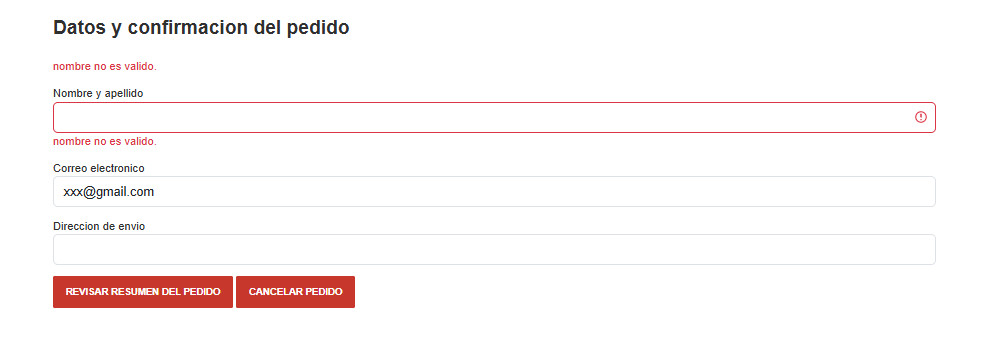 Datos y confirmacion del pedido
nombre no es valido.
Nombre y apellido
nombre no es valido.
Correo electronico
xxx@gmail.com
Direccion de envio
REVISAR RESUMEN DEL PEDIDO CANCELAR PEDIDO